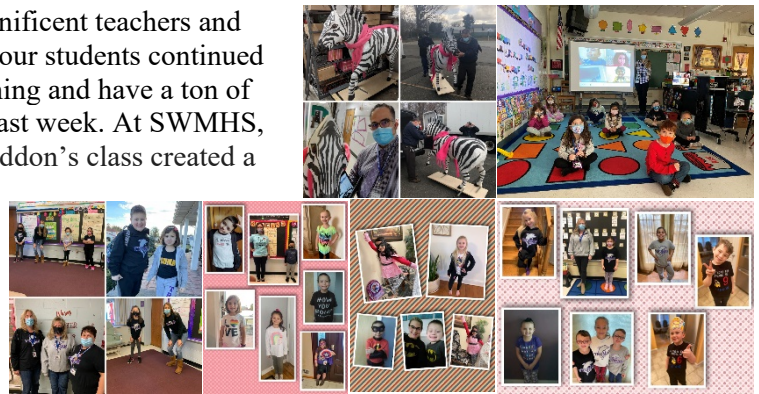 nificent teachers and
our students continued
ning and have a ton of
ast week. At SWMHS,
ddon's class created a